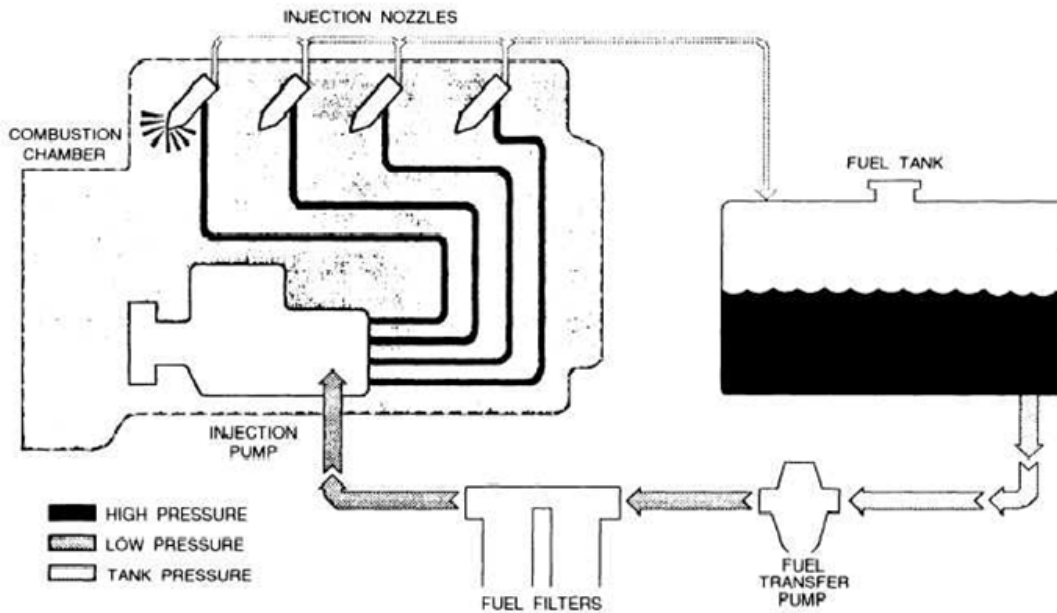 INJECTION NOZZLES
COMBUSTION
CHAMBER
FUEL TANK
INJECTION
PUMP
HIGH PRESSURE
LOW PRESSURE
TANK PRESSURE
FUEL FILTERS
FUEL
TRANSFER
PUMP